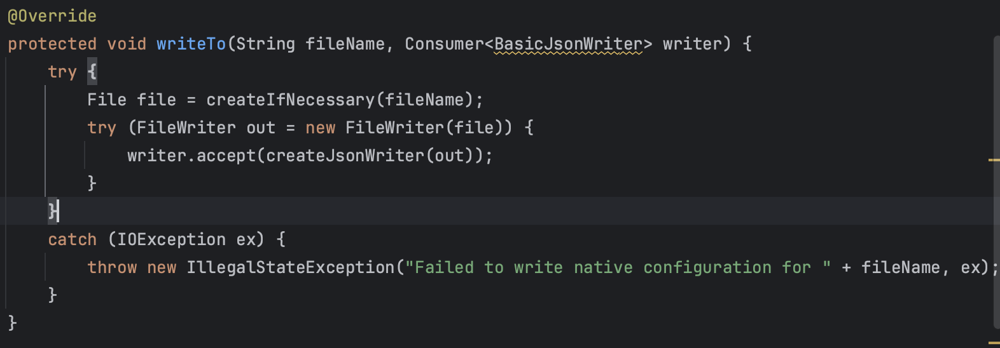 @Override
protected void writeTo(String fileName, Consumer<BasicJsonWriter> writer) {
    try {
        File file = createIfNecessary(fileName);
        try (FileWriter out = new FileWriter(file)) {
            writer.accept(createJsonWriter(out));
        }
    }
    catch (IOException ex) {
        throw new IllegalStateException("Failed to write native configuration for " + fileName, ex);
    }
}